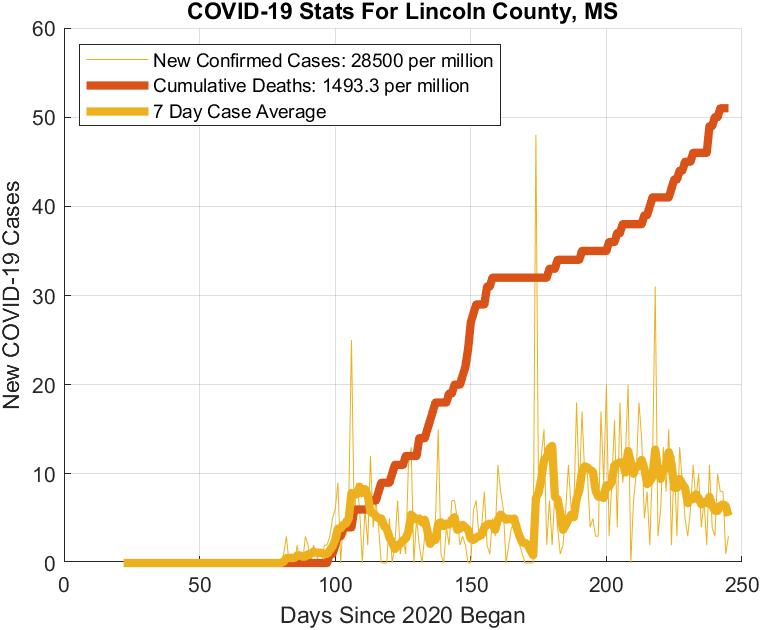 COVID-19 Stats For Lincoln County, MS
60
New Confirmed Cases: 28500 per million
Cumulative Deaths: 1493.3 per million
7 Day Case Average
50
40
30
20
10
0
New COVID-19 Cases
0
50
100
150
200
250
Days Since 2020 Began